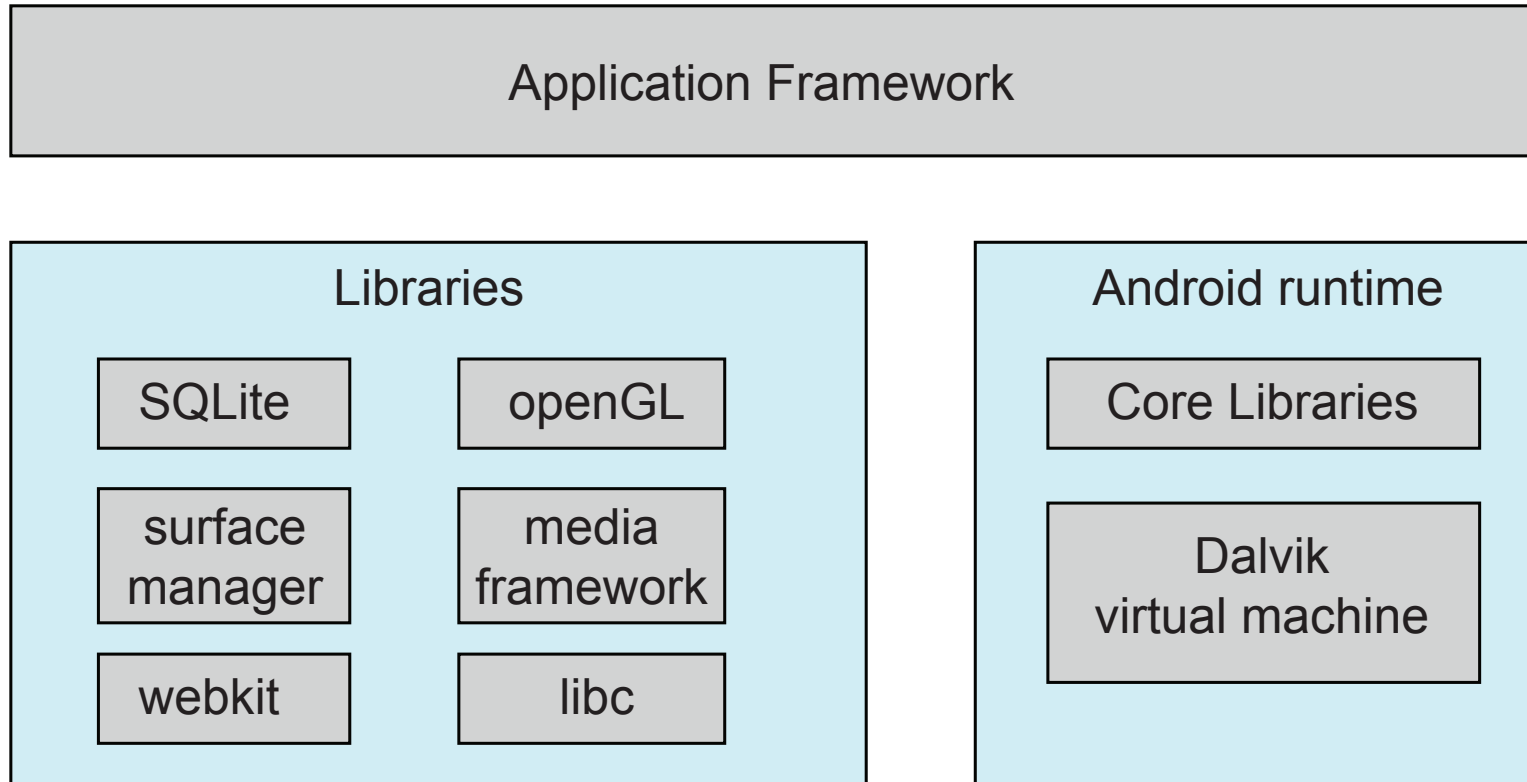 Application Framework
Libraries
SQLite
openGL
surface
manager
media
framework
webkit
libc
Android runtime
Core Libraries
Dalvik
virtual machine